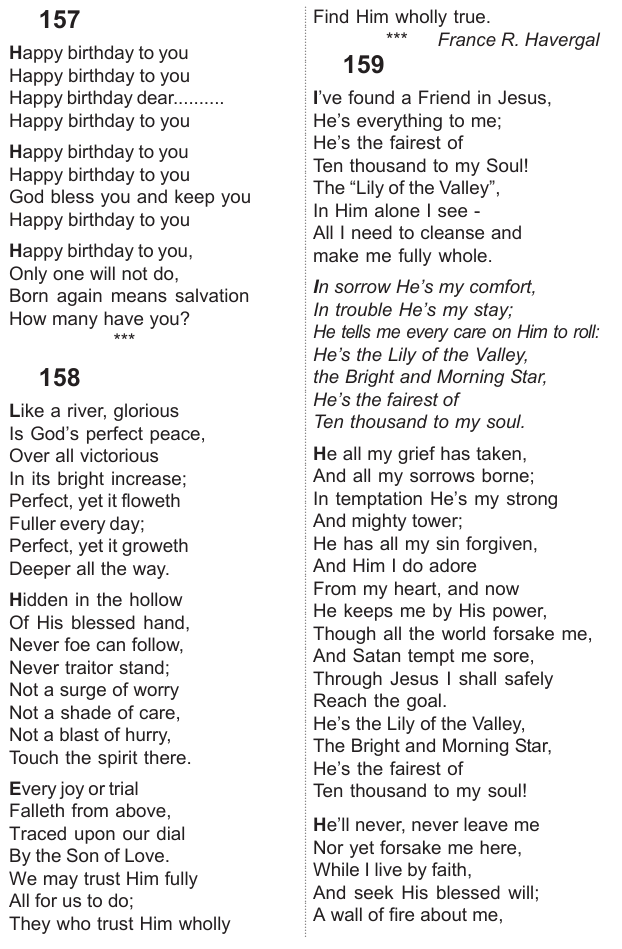 157
Happy birthday to you
Happy birthday to you
Happy birthday dear..........
Happy birthday to you
Happy birthday to you
Happy birthday to you
God bless you and keep you
Happy birthday to you
Happy birthday to you,
Only one will not do,
Born again means salvation
How many have you?
***
158
Like a river, glorious
Is God's perfect peace,
Over all victorious
In its bright increase;
Perfect, yet it floweth
Fuller every day;
Perfect, yet it groweth
Deeper all the way.
Hidden in the hollow
Of His blessed hand,
Never foe can follow,
Never traitor stand;
Not a surge of worry
Not a shade of care,
Not a blast of hurry,
Touch the spirit there.
Every joy or trial
Falleth from above,
Traced upon our dial
By the Son of Love.
We may trust Him fully
All for us to do;
They who trust Him wholly
Find Him wholly true.
*** France R. Havergal
159
I've found a Friend in Jesus,
He's everything to me;
He's the fairest of
Ten thousand to my Soul!
The “Lily of the Valley”,
In Him alone I see -
All I need to cleanse and
make me fully whole.
In sorrow He's my comfort,
In trouble He's my stay;
He tells me every care on Him to roll:
He's the Lily of the Valley,
the Bright and Morning Star,
He's the fairest of
Ten thousand to my soul.
He all my grief has taken,
And all my sorrows borne;
In temptation He's my strong
And mighty tower;
He has all my sin forgiven,
And Him I do adore
From my heart, and now
He keeps me by His power,
Though all the world forsake me,
And Satan tempt me sore,
Through Jesus I shall safely
Reach the goal.
He's the Lily of the Valley,
The Bright and Morning Star,
He's the fairest of
Ten thousand to my soul!
He'll never, never leave me
Nor yet forsake me here,
While I live by faith,
And seek His blessed will;
A wall of fire about me,